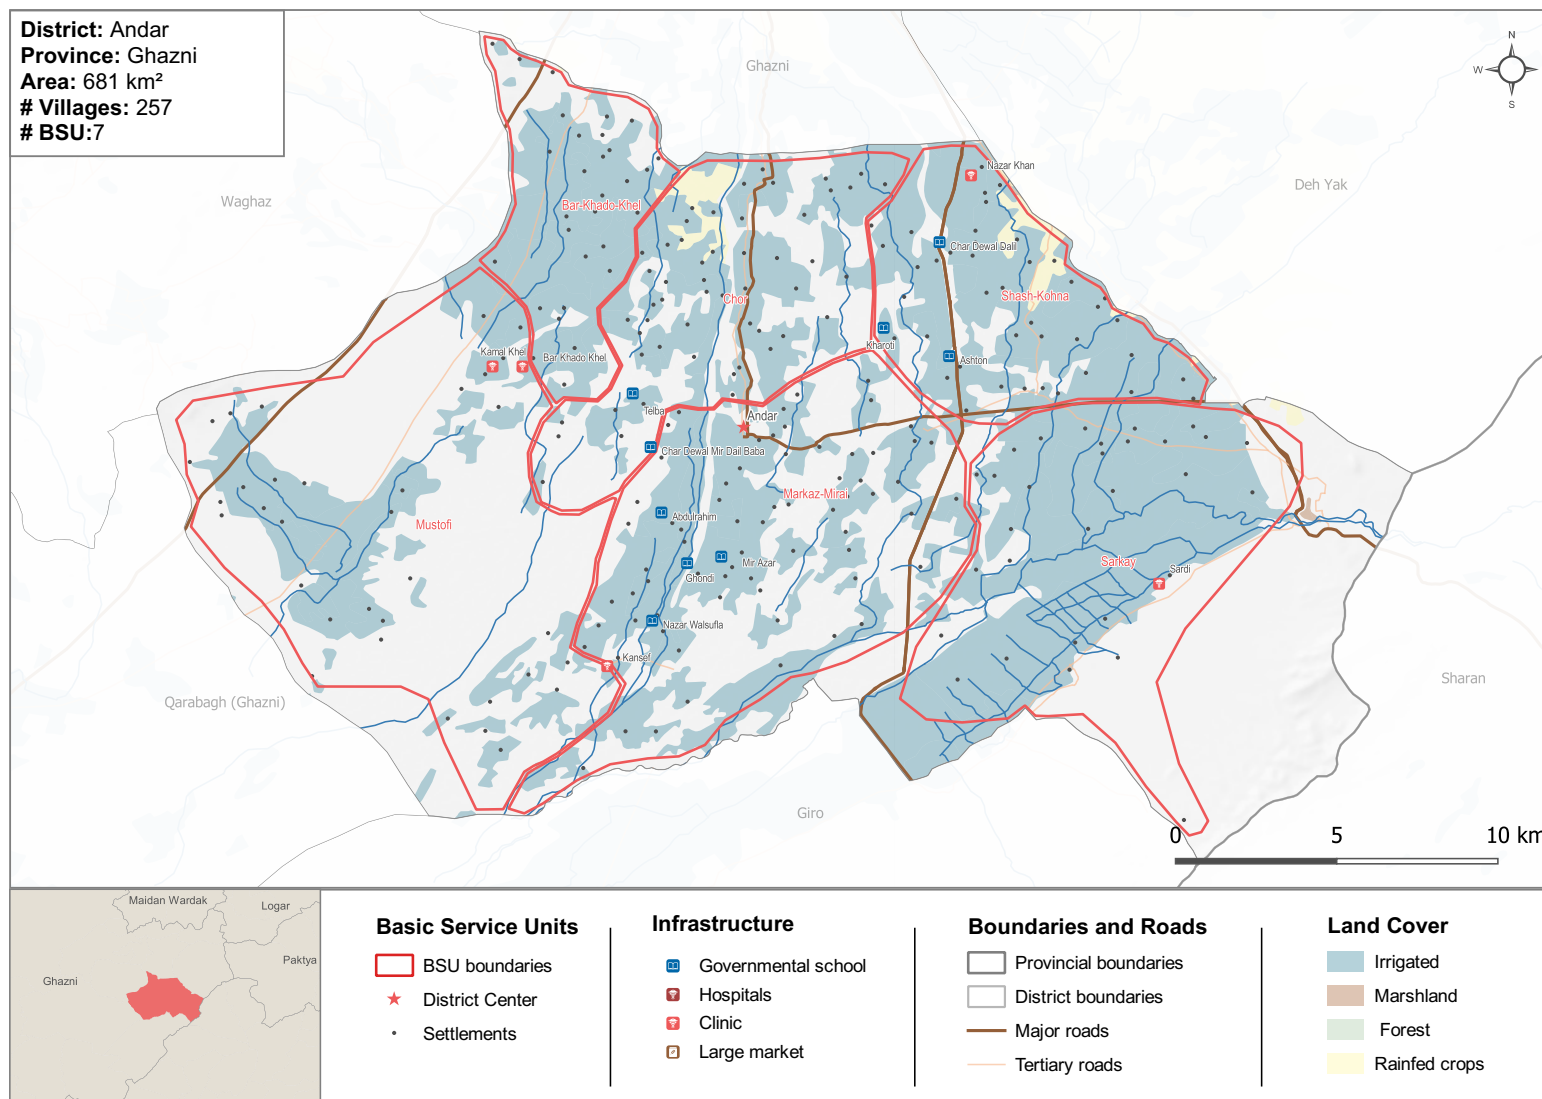 District: Andar
Province: Ghazni
Area: 681 km²
# Villages: 257
# BSU:7
Ghazni
N
W
S
Waghaz
Deh Yak
Nazar Khan
Bar-Khado-Khel
Char Dewal Dalil
Chor
Shash-Kohna
Kharoti
Kamal Khel
Bar Khado Khel
Ashton
Telba
Andar
Char Dewal Mir Dail Baba
Markaz-Mirai
Mustofi
Abdulrahim
Mir Azar
Ghondi
Sarkay
Sardi
Nazar Walsufla
Kansef
Qarabagh (Ghazni)
Sharan
Giro
0 5 10 km
Maidan Wardak
Logar
Paktya
Ghazni
Basic Service Units
BSU boundaries
District Center
Settlements
Infrastructure
Governmental school
Hospitals
Clinic
Large market
Boundaries and Roads
Provincial boundaries
District boundaries
Major roads
Tertiary roads
Land Cover
Irrigated
Marshland
Forest
Rainfed crops